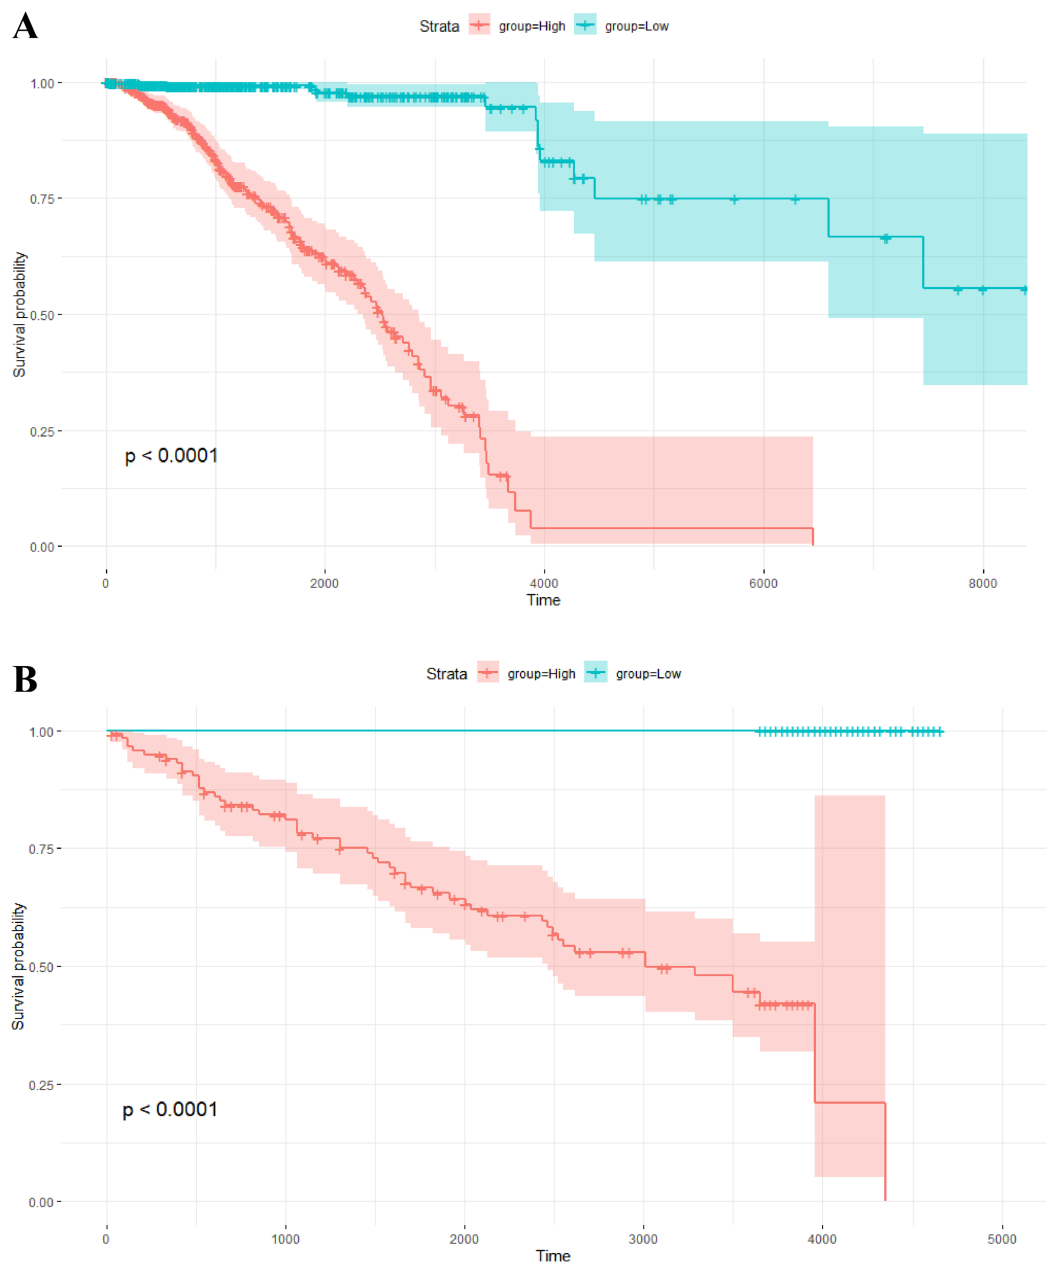 A
Strata group=High group=Low
1.00
0.75
0.50
0.25
0.00
Survival probability
p < 0.0001
0 2000 4000 6000 8000
Time
B
Strata group=High group=Low
1.00
0.75
0.50
0.25
0.00
Survival probability
p < 0.0001
0 1000 2000 3000 4000 5000
Time